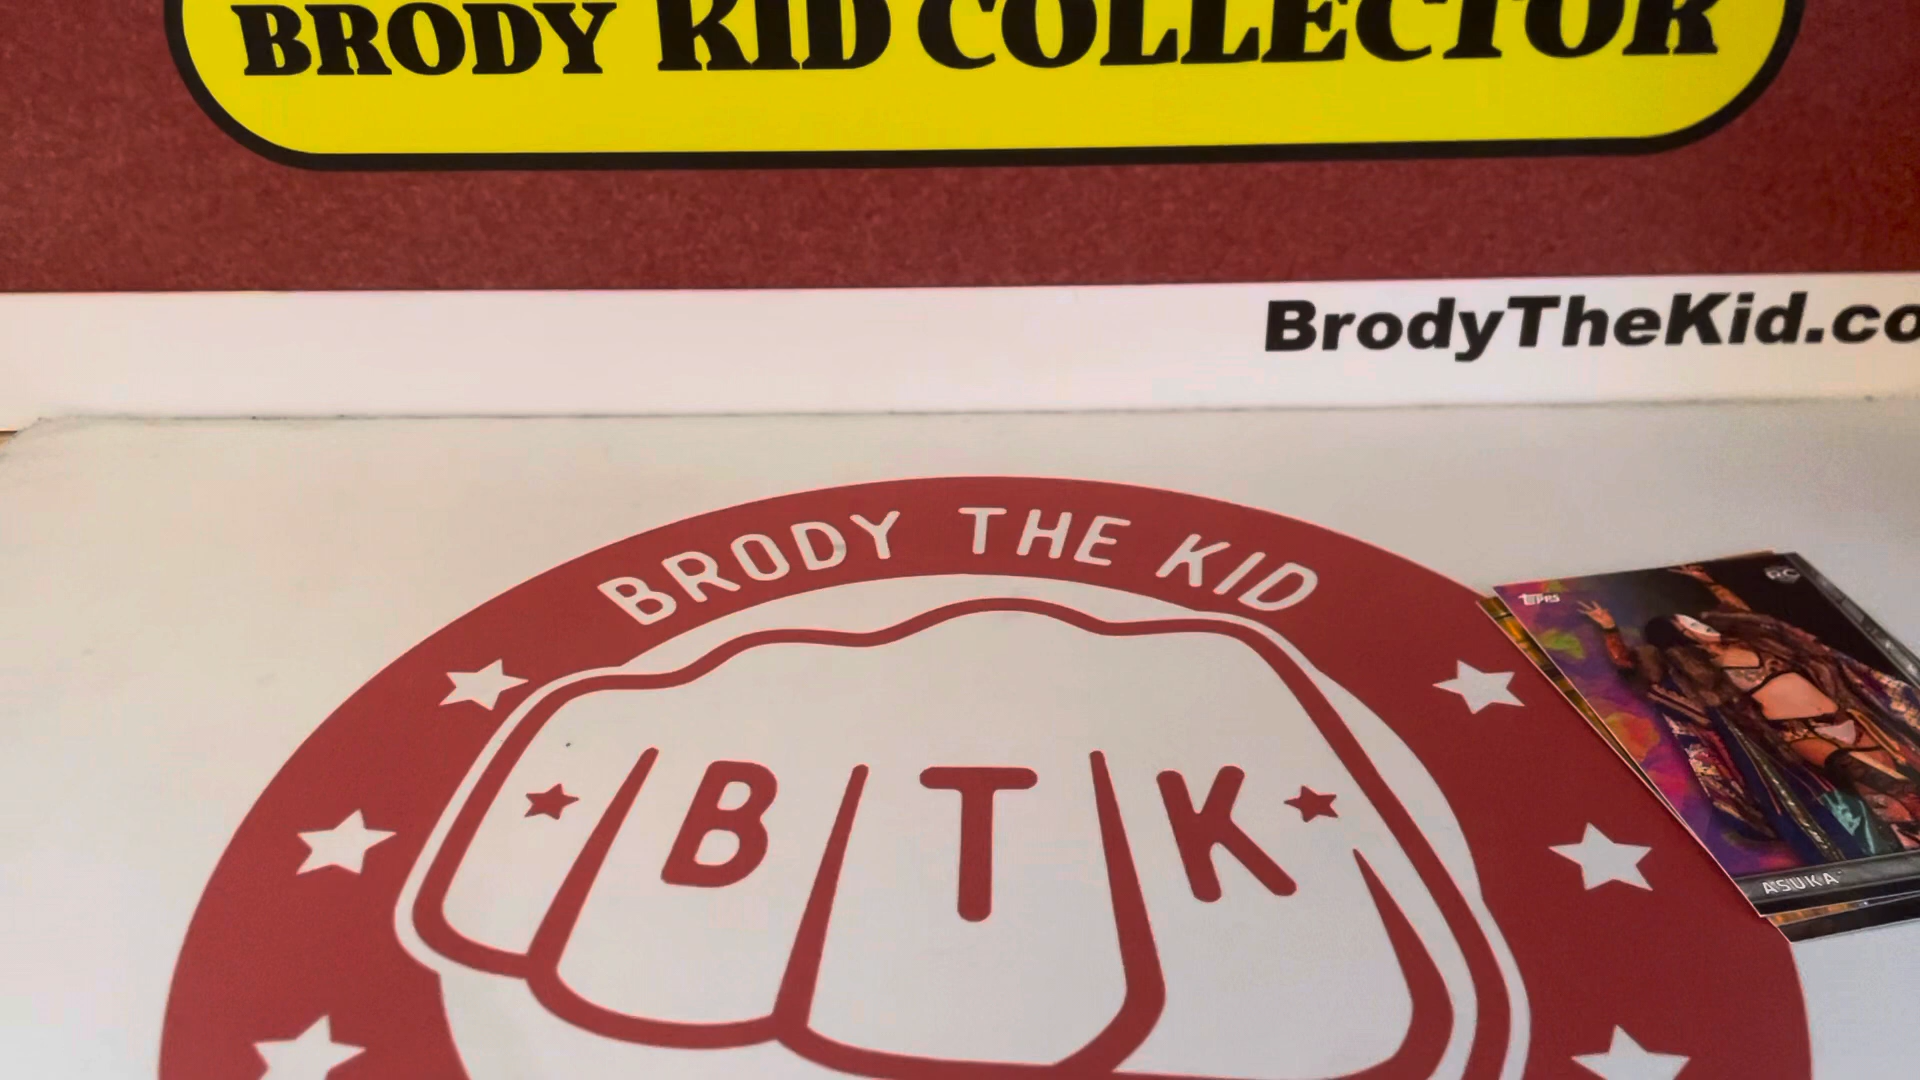 BRODY KID COLLECTOR
BrodyTheKid.co
BRODY THE KID
B T K
TOPPS
RC
ASUKA